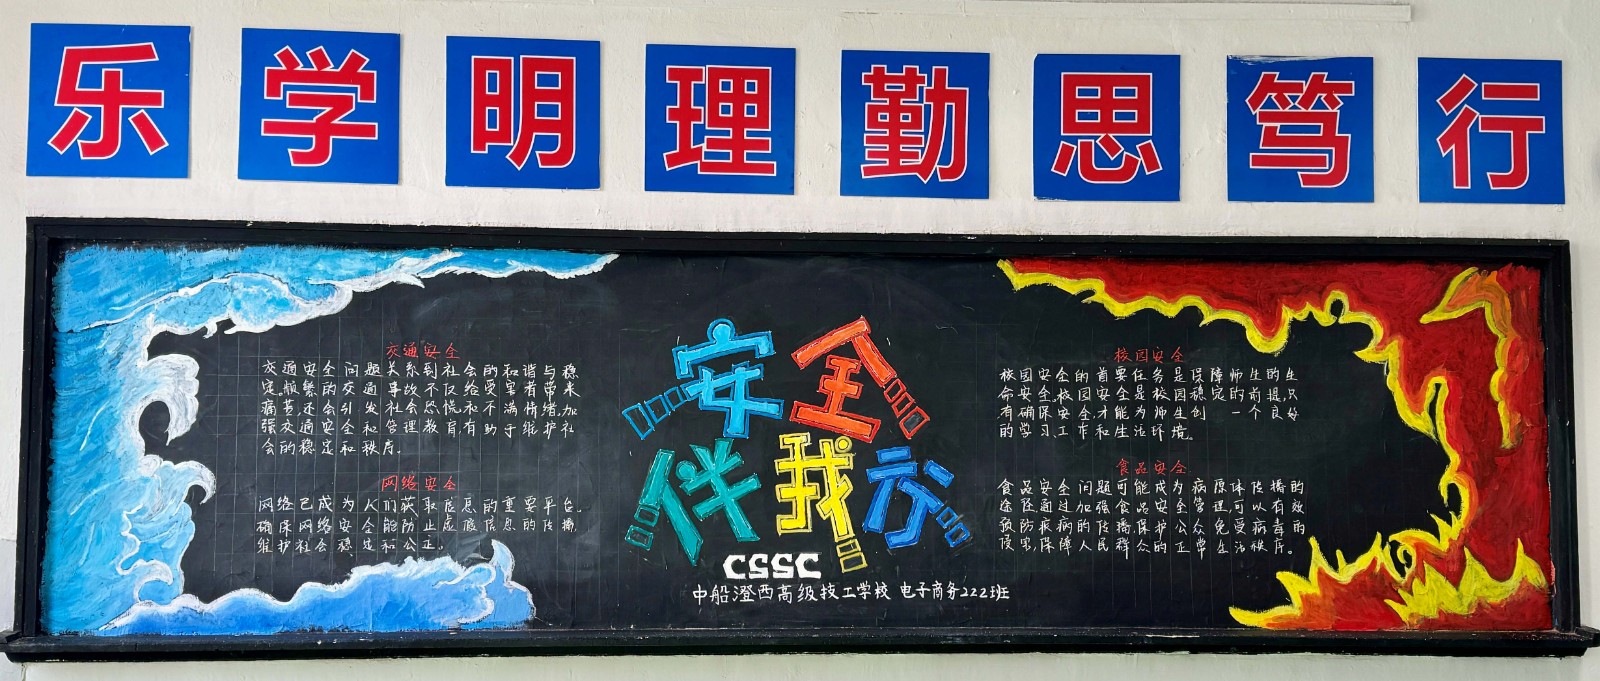 乐学明理勤思笃行
交通安全
交通安全问题关系到社会的和谐与稳
定。频繁的交通事故不仅给受害者带来
痛苦,还会引发社会恐慌和不满情绪,加
强交通安全和管理教育,有助于维护社
会的稳定和秩序。
网络安全
网络已成为人们获取信息的重要平台。
确保网络安全能防止虚假信息的传播,
维护社会稳定和公正。
安全
伴我行
CSSC
中船澄西高级技工学校 电子商务222班
校园安全
校园安全的首要任务是保障师生的生
命安全,校园安全是校园稳定的前提,只
有确保安全,才能为师生创 一个良好
的学习、工作和生活环境。
食品安全
食品安全问题可能成为病原体传播的
途径通过加强食品安全管理可以有效
预防疾病的传播保护公众免受病毒的
侵害,保障人民群众的正常生活秩序。